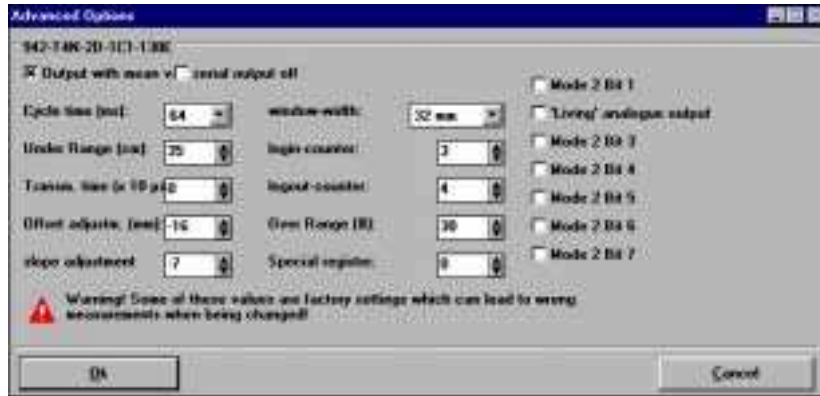 Advanced Options
942-T4N-2D-1C1-130E
Output with mean v
serial output off
Cycle time [ms]:
64
window-width:
32 mm
Under Range [cm]
login-counter:
3
Transm. time (x 10 µs
logout-counter:
4
Offset adjustm. [mm]:
-16
Over Range [ft]:
30
slope adjustment
7
Special register:
0
Mode 2 Bit 1
'Living' analogue output
Mode 2 Bit 3
Mode 2 Bit 4
Mode 2 Bit 5
Mode 2 Bit 6
Mode 2 Bit 7
Warning! Some of these values are factory settings which can lead to wrong
measurements when being changed!
Ok
Cancel